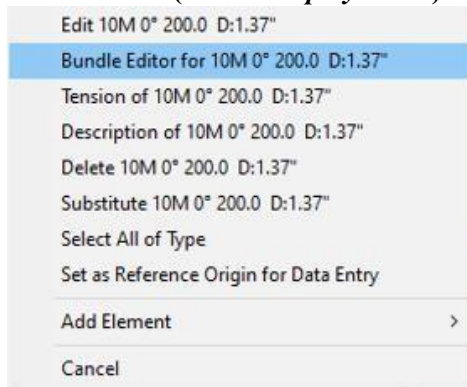 Edit 10M 0° 200.0 D:1.37"
Bundle Editor for 10M 0° 200.0 D:1.37"
Tension of 10M 0° 200.0 D:1.37"
Description of 10M 0° 200.0 D:1.37"
Delete 10M 0° 200.0 D:1.37"
Substitute 10M 0° 200.0 D:1.37"
Select All of Type
Set as Reference Origin for Data Entry
Add Element >
Cancel